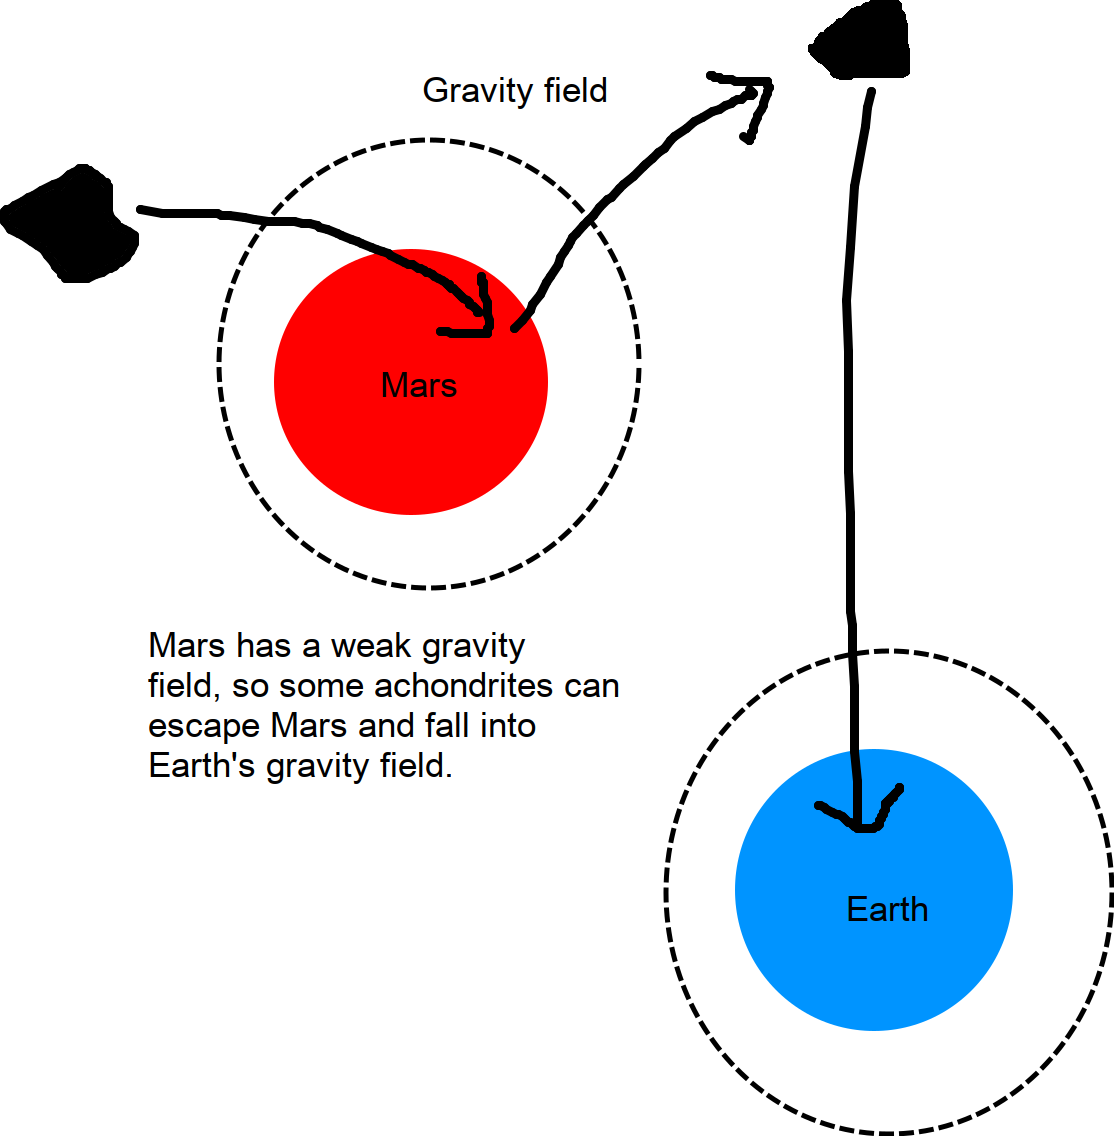 Gravity field
Mars
Mars has a weak gravity
field, so some achondrites can
escape Mars and fall into
Earth's gravity field.
Earth